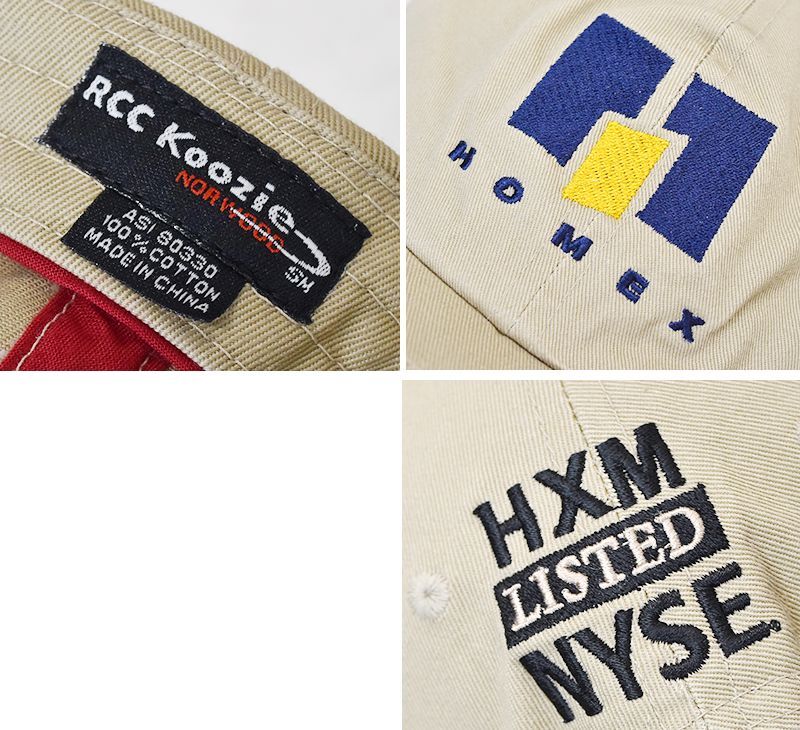 RCC Koozie
NORWOOD
SM
ASI 80330
100% COTTON
MADE IN CHINA
HOMEX
HXM
LISTED
NYSE.